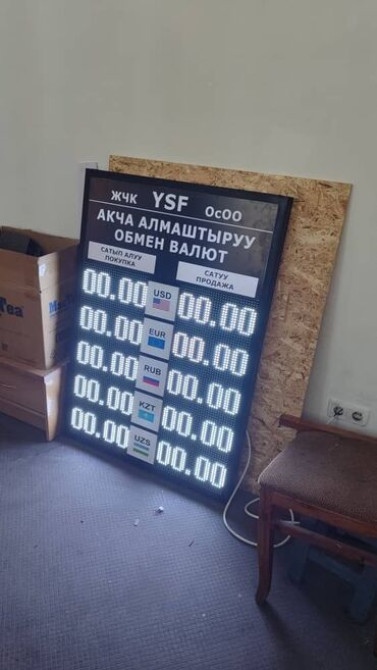 ЖЧК YSF ОсОО
АКЧА АЛМАШТЫРУУ
ОБМЕН ВАЛЮТ
САТЫП АЛУУ
ПОКУПКА
САТУУ
ПРОДАЖА
00.00 USD 00.00
00.00 EUR 00.00
00.00 RUB 00.00
00.00 KZT 00.00
00.00 UZS 00.00